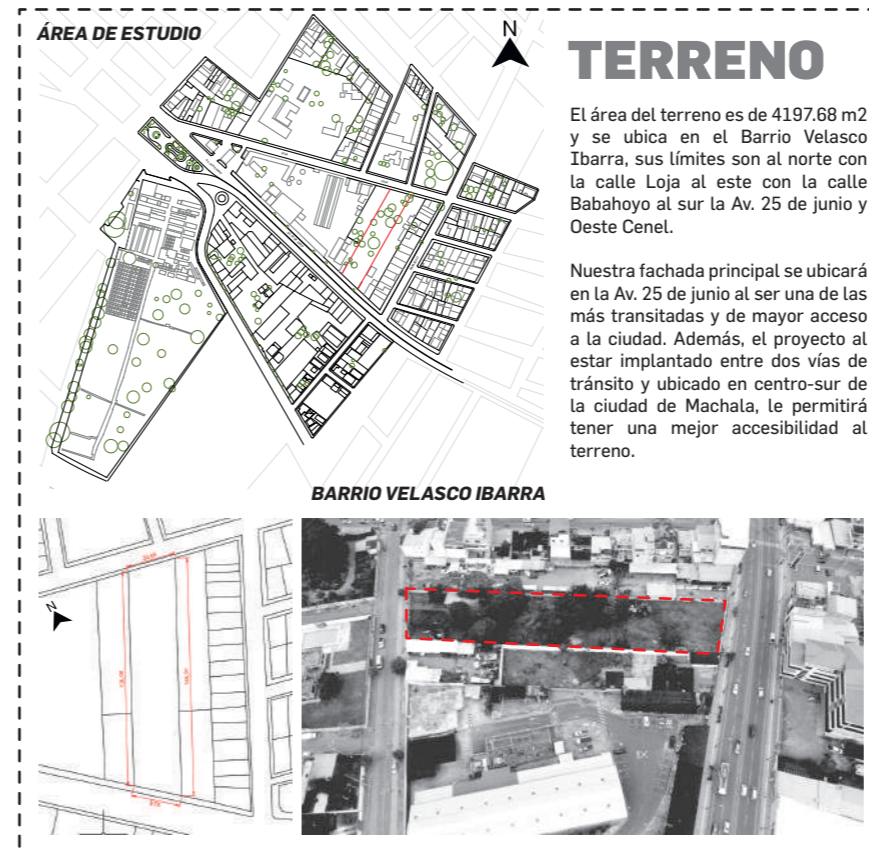 ÁREA DE ESTUDIO
N
TERRENO
El área del terreno es de 4197.68 m2
y se ubica en el Barrio Velasco
Ibarra, sus límites son al norte con
la calle Loja al este con la calle
Babahoyo al sur la Av. 25 de junio y
Oeste Cenel.
Nuestra fachada principal se ubicará
en la Av. 25 de junio al ser una de las
más transitadas y de mayor acceso
a la ciudad. Además, el proyecto al
estar implantado entre dos vías de
tránsito y ubicado en centro-sur de
la ciudad de Machala, le permitirá
tener una mejor accesibilidad al
terreno.
BARRIO VELASCO IBARRA
N